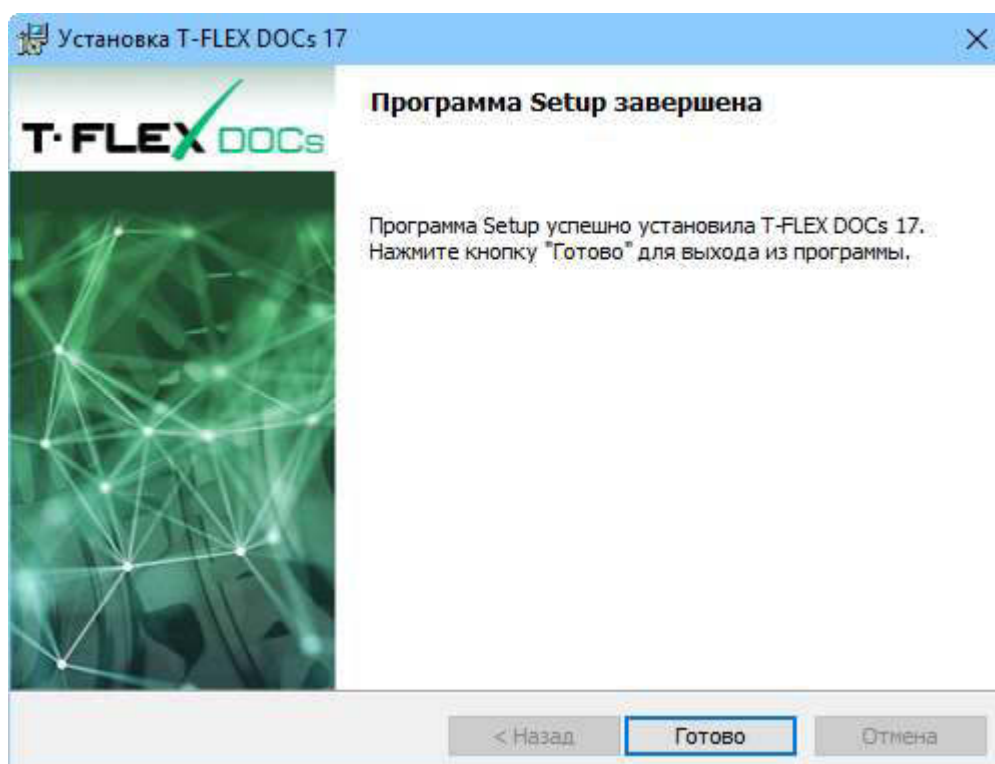 Установка T-FLEX DOCs 17
T-FLEX DOCs
Программа Setup завершена
Программа Setup успешно установила T-FLEX DOCs 17.
Нажмите кнопку "Готово" для выхода из программы.
< Назад
Готово
Отмена